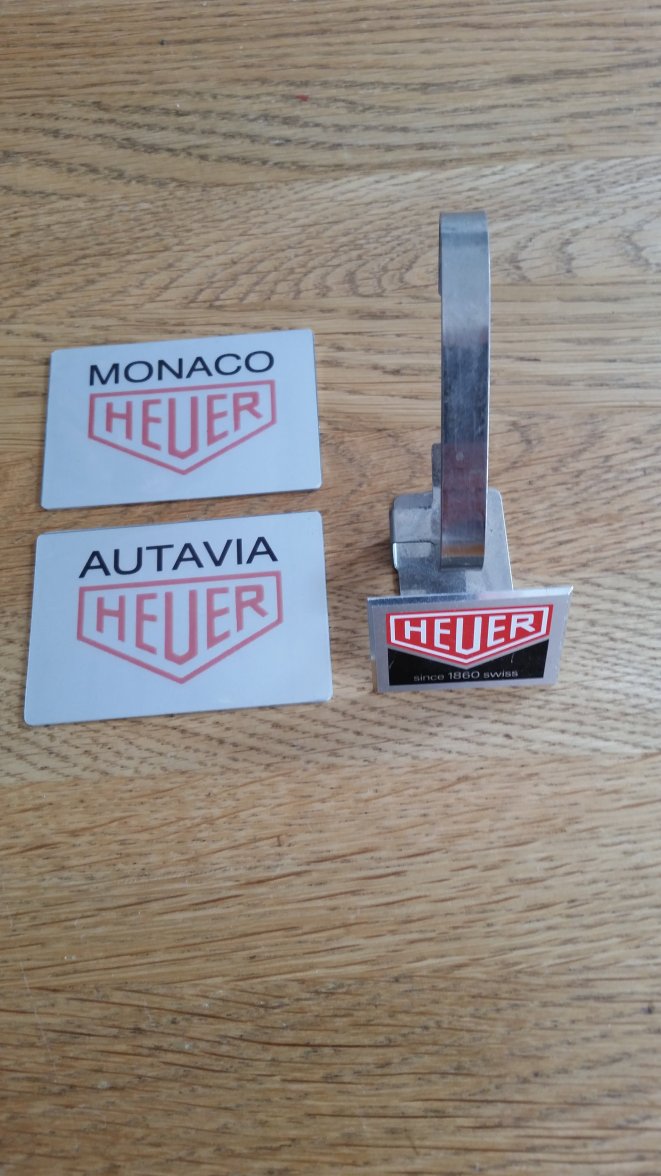 MONACO
HEUER
AUTAVIA
HEUER
HEUER
since 1860 swiss